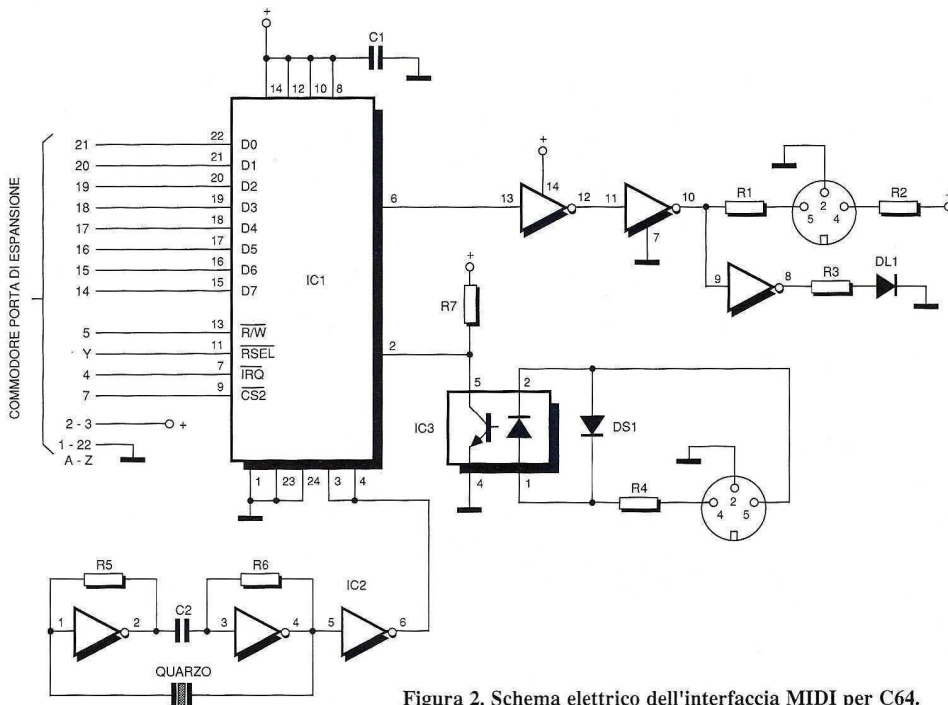 +
C1
14 12 10 8
COMMODORE PORTA DI ESPANSIONE
21 22 D0
20 21 D1
19 20 D2
18 19 D3
17 18 D4
16 17 D5
15 16 D6
14 15 D7
5 13 R/W
Y 11 RSEL
4 7 IRQ
7 9 CS2
2 - 3 +
1 - 22
A - Z
IC1
6
2
1 23 24 3 4
+
13 14 12
11 10
7
R1
5 2 4
R2
+
9 8
R3
DL1
+
R7
5 2
IC3
4 1
DS1
R4
4 2 5
R5
1 2
C2
R6
3 4
IC2
5 6
QUARZO
Figura 2. Schema elettrico dell'interfaccia MIDI per C64.